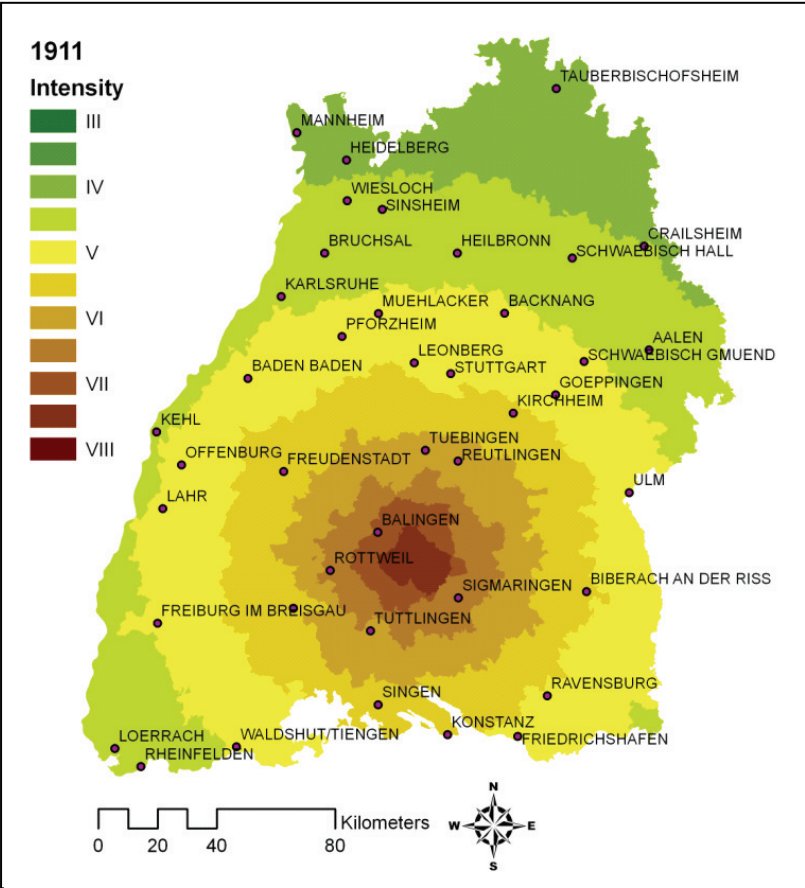 1911
Intensity
III
IV
V
VI
VII
VIII
TAUBERBISCHOFSHEIM
MANNHEIM
HEIDELBERG
WIESLOCH
SINSHEIM
BRUCHSAL
HEILBRONN
CRAILSHEIM
SCHWAEBISCH HALL
KARLSRUHE
MUEHLACKER
BACKNANG
PFORZHEIM
AALEN
LEONBERG
SCHWAEBISCH GMUEND
BADEN BADEN
STUTTGART
GOEPPINGEN
KIRCHHEIM
KEHL
TUEBINGEN
OFFENBURG
FREUDENSTADT
REUTLINGEN
ULM
LAHR
BALINGEN
ROTTWEIL
SIGMARINGEN
BIBERACH AN DER RISS
FREIBURG IM BREISGAU
TUTTLINGEN
SINGEN
RAVENSBURG
LOERRACH
WALDSHUT/TIENGEN
KONSTANZ
FRIEDRICHSHAFEN
RHEINFELDEN
N
W E
S
Kilometers
0 20 40 80